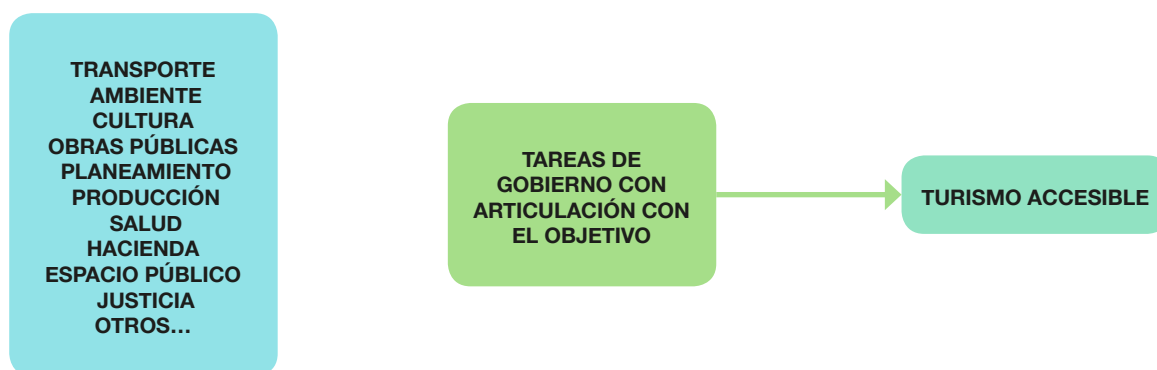 TRANSPORTE
AMBIENTE
CULTURA
OBRAS PÚBLICAS
PLANEAMIENTO
PRODUCCIÓN
SALUD
HACIENDA
ESPACIO PÚBLICO
JUSTICIA
OTROS…
TAREAS DE
GOBIERNO CON
ARTICULACIÓN CON
EL OBJETIVO
TURISMO ACCESIBLE